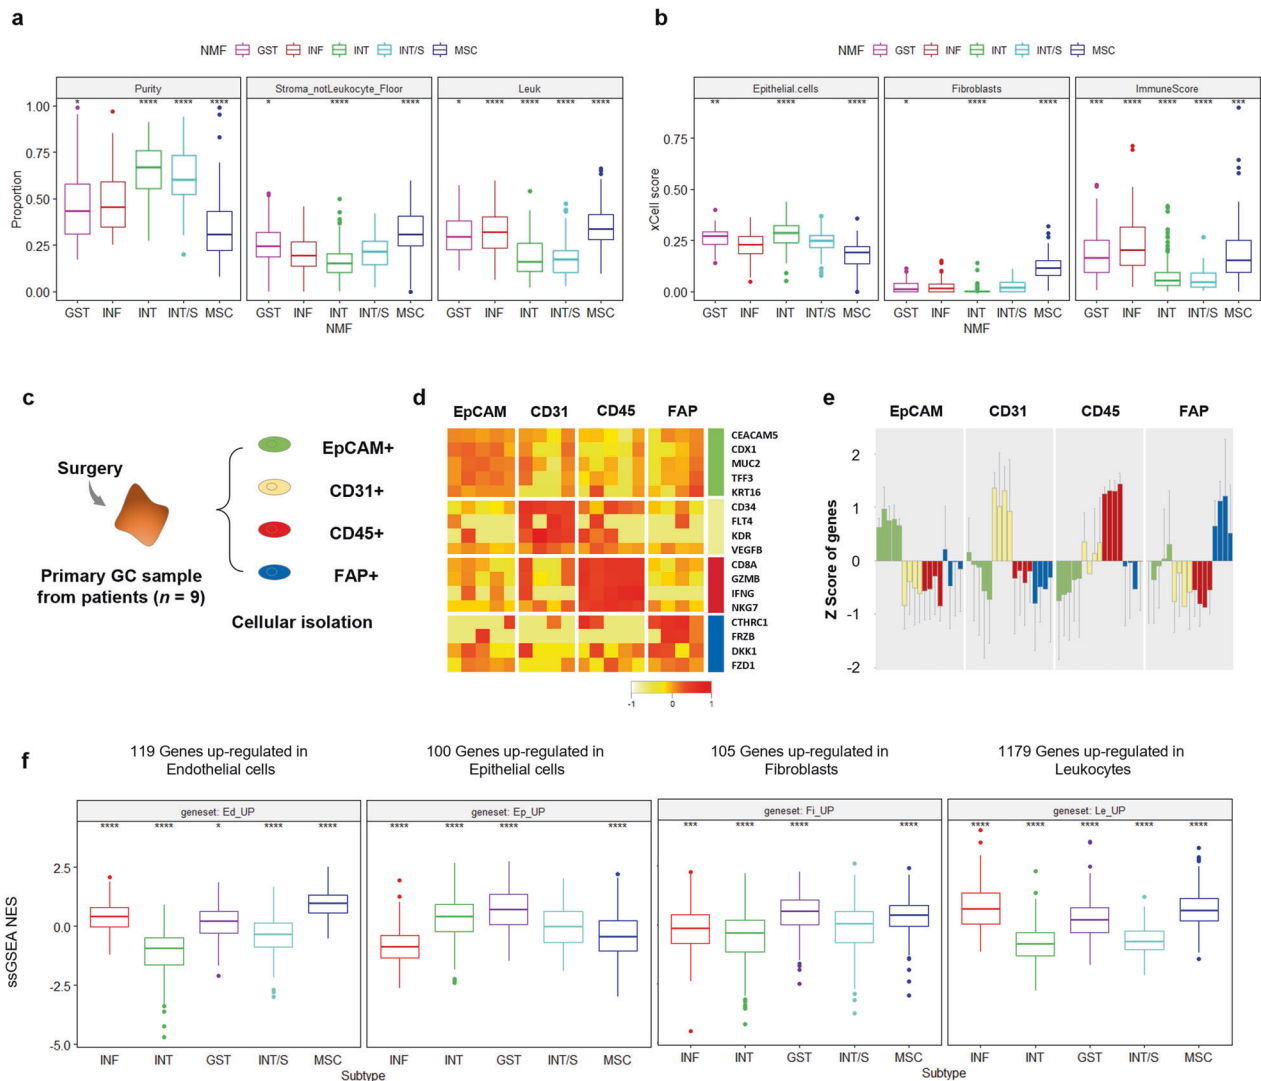 a
NMF GST INF INT INT/S MSC
Purity Stroma_notLeukocyte_Floor Leuk
* **** **** **** * **** * **** **** **** ****
Proportion
1.00
0.75
0.50
0.25
0.00
GST INF INT INT/S MSC GST INF INT INT/S MSC GST INF INT INT/S MSC
NMF
b
NMF GST INF INT INT/S MSC
Epithelial.cells Fibroblasts ImmuneScore
** **** **** * **** **** *** **** **** **** ***
xCell score
0.75
0.50
0.25
0.00
GST INF INT INT/S MSC GST INF INT INT/S MSC GST INF INT INT/S MSC
NMF
c
Surgery
Primary GC sample
from patients (n = 9)
EpCAM+
CD31+
CD45+
FAP+
Cellular isolation
d
EpCAM CD31 CD45 FAP
CEACAM5
CDX1
MUC2
TFF3
KRT16
CD34
FLT4
KDR
VEGFB
CD8A
GZMB
IFNG
NKG7
CTHRC1
FRZB
DKK1
FZD1
-1 0 1
e
EpCAM CD31 CD45 FAP
Z Score of genes
2
1
0
-1
-2
f
119 Genes up-regulated in
Endothelial cells
100 Genes up-regulated in
Epithelial cells
105 Genes up-regulated in
Fibroblasts
1179 Genes up-regulated in
Leukocytes
geneset: Ed_UP geneset: Ep_UP geneset: Fi_UP geneset: Le_UP
**** **** * **** **** **** **** **** **** *** **** **** **** **** **** **** **** ****
ssGSEA NES
2.5
0.0
-2.5
-5.0
INF INT GST INT/S MSC INF INT GST INT/S MSC INF INT GST INT/S MSC INF INT GST INT/S MSC
Subtype Subtype